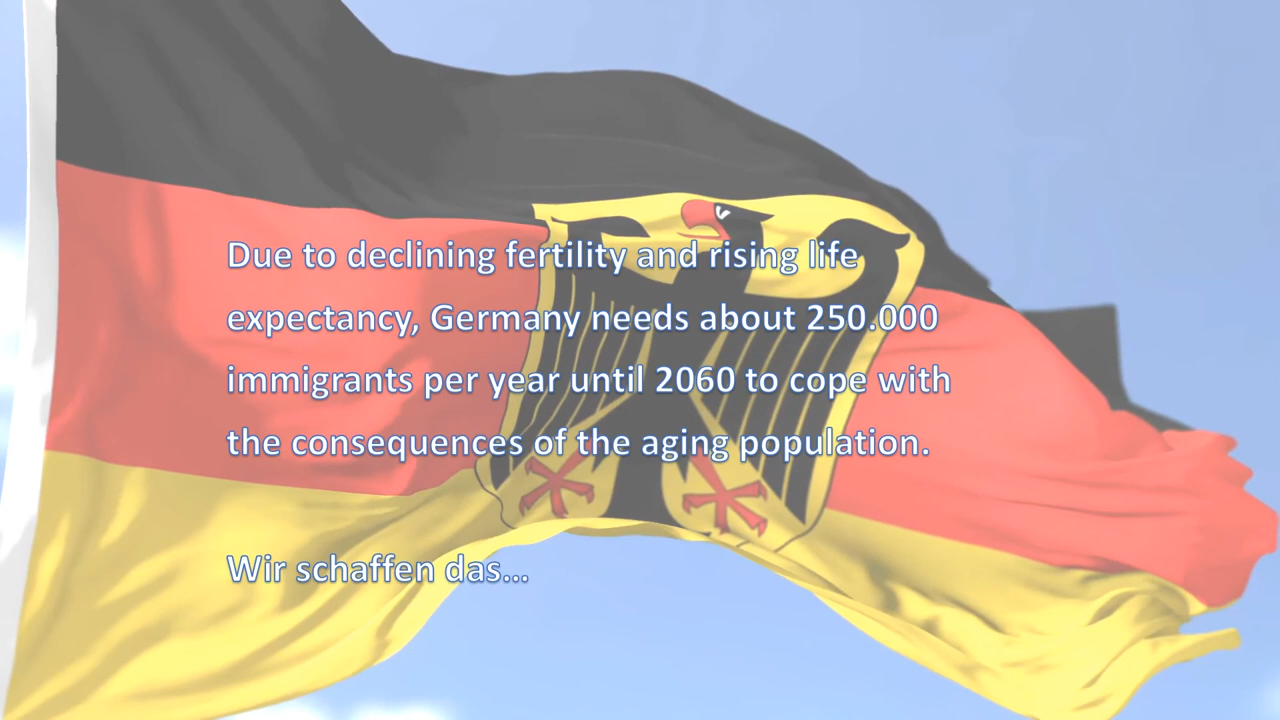 Due to declining fertility and rising life
expectancy, Germany needs about 250.000
immigrants per year until 2060 to cope with
the consequences of the aging population.
Wir schaffen das...